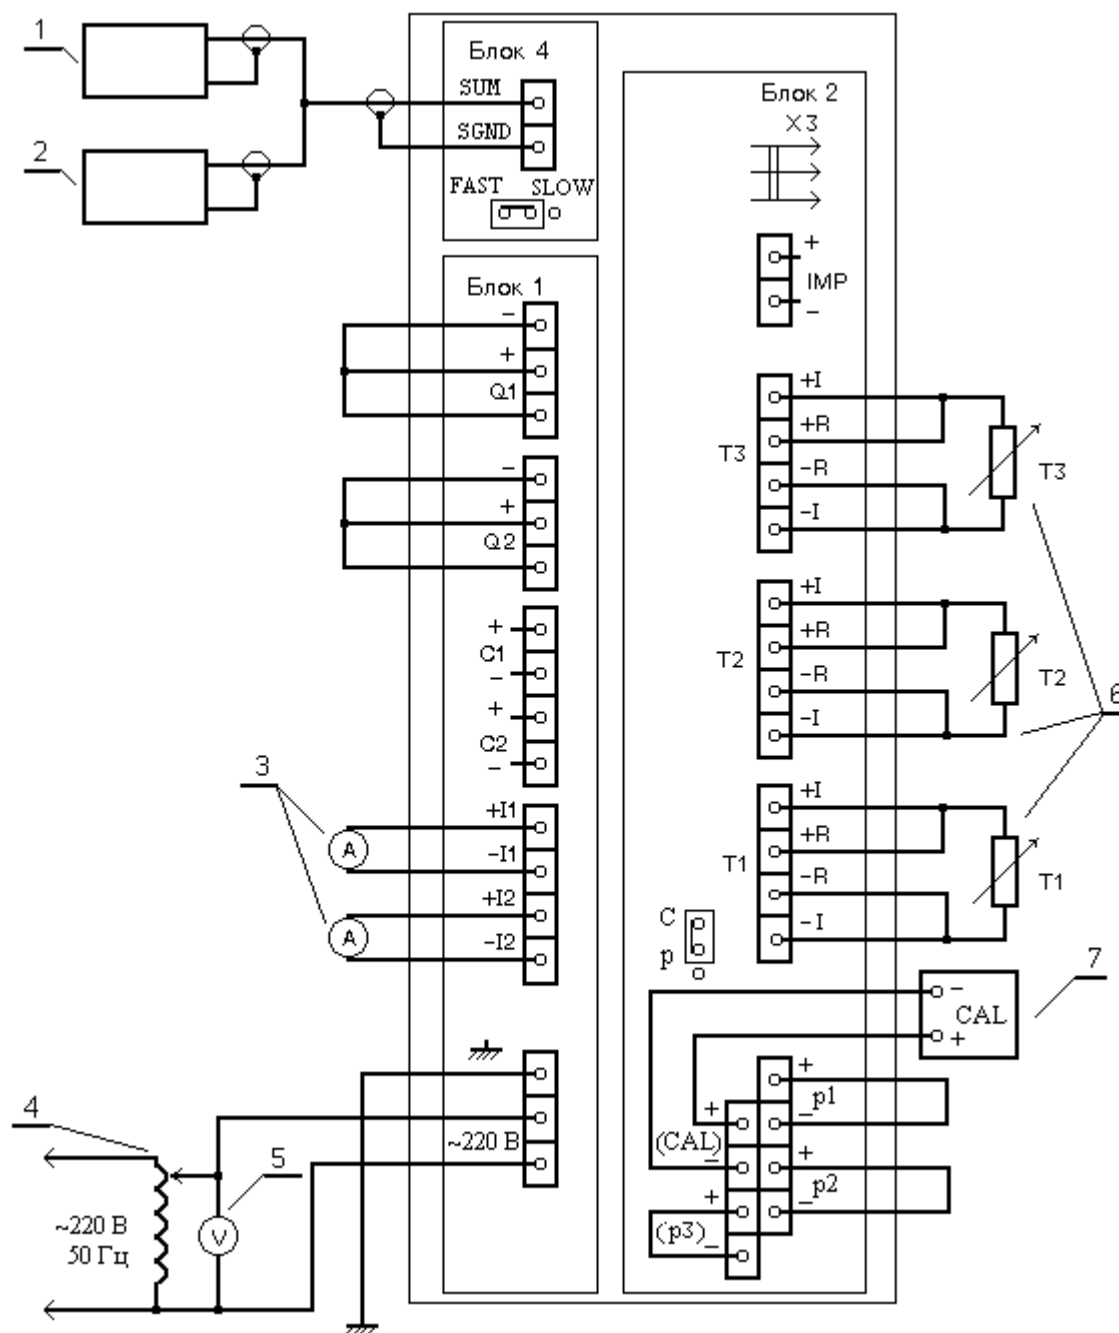 1
2
Блок 4
SUM
SGND
FAST SLOW
Блок 2
X3
+
IMP
–
Блок 1
–
+
Q1
–
+
Q2
+
C1
–
+
C2
–
3
A
+I1
–I1
A
+I2
–I2
T3
+I
+R
–R
–I
T3
T2
+I
+R
–R
–I
T2
6
T1
+I
+R
–R
–I
T1
C
p
7
–
CAL
+
+
p1
–
+
(CAL)
–
+
p2
–
+
(p3)
–
4
5
~220 В
~220 В
50 Гц
V